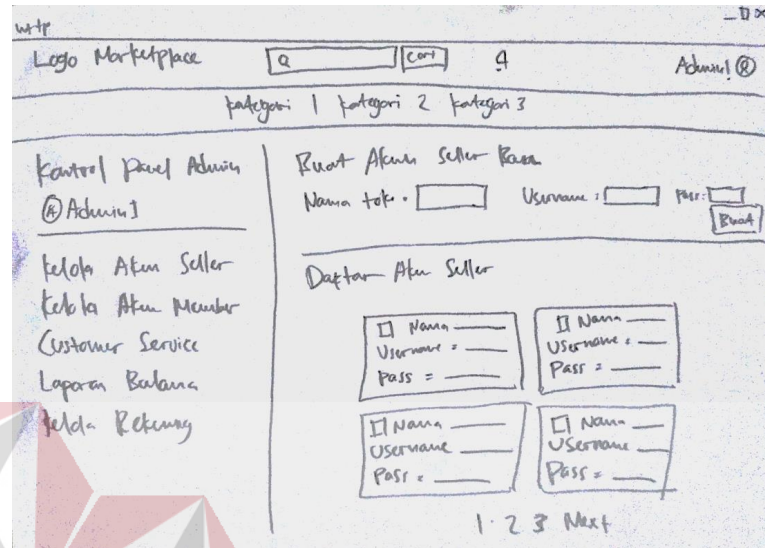 http
Logo Marketplace Q cari Admin1
kategori 1 kategori 2 kategori 3
Kontrol panel Admin
Admin1
Kelola Akun Seller
Kelola Akun Member
Customer Service
Laporan Bulanan
Kelola Rekening
Buat Akun Seller Baru
Nama toko : Username : Pass :
Buat
Daftar Akun Seller
Nama
Username :
Pass :
Nama
Username :
Pass :
Nama
Username
Pass :
Nama
Username
Pass :
1 2 3 Next